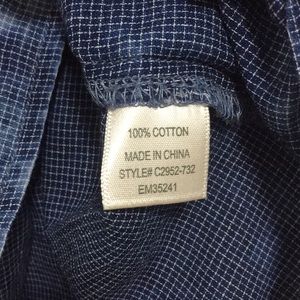 100% COTTON
MADE IN CHINA
STYLE# C2952-732
EM35241